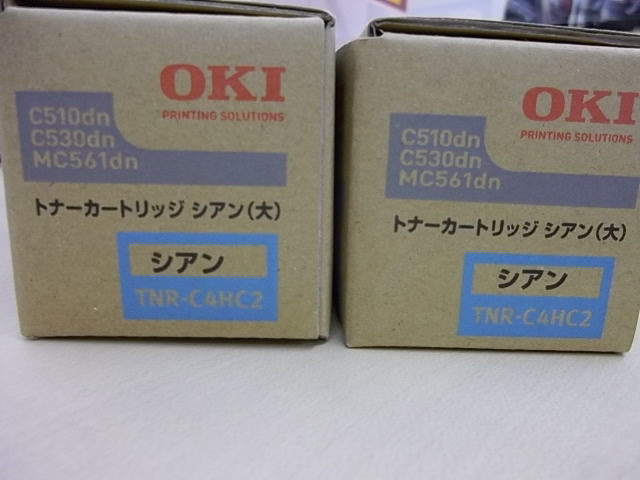 OKI
PRINTING SOLUTIONS
C510dn
C530dn
MC561dn
トナーカートリッジ シアン(大)
シアン
TNR-C4HC2
OKI
PRINTING SOLUTIONS
C510dn
C530dn
MC561dn
トナーカートリッジ シアン(大)
シアン
TNR-C4HC2